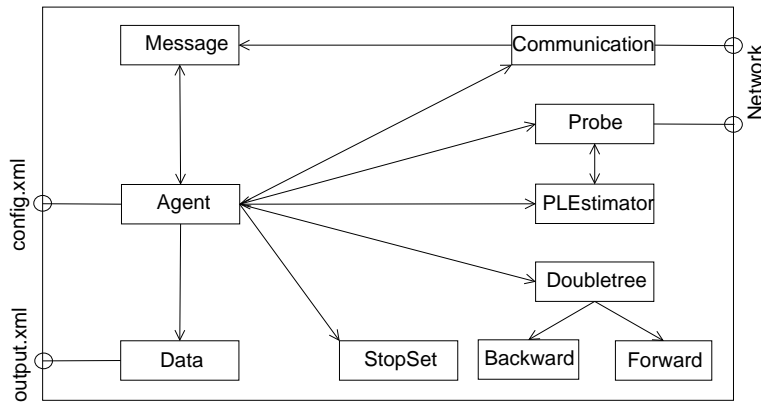 Message
Communication
Network
Probe
config.xml
Agent
PLEstimator
Doubletree
output.xml
Data
StopSet
Backward
Forward